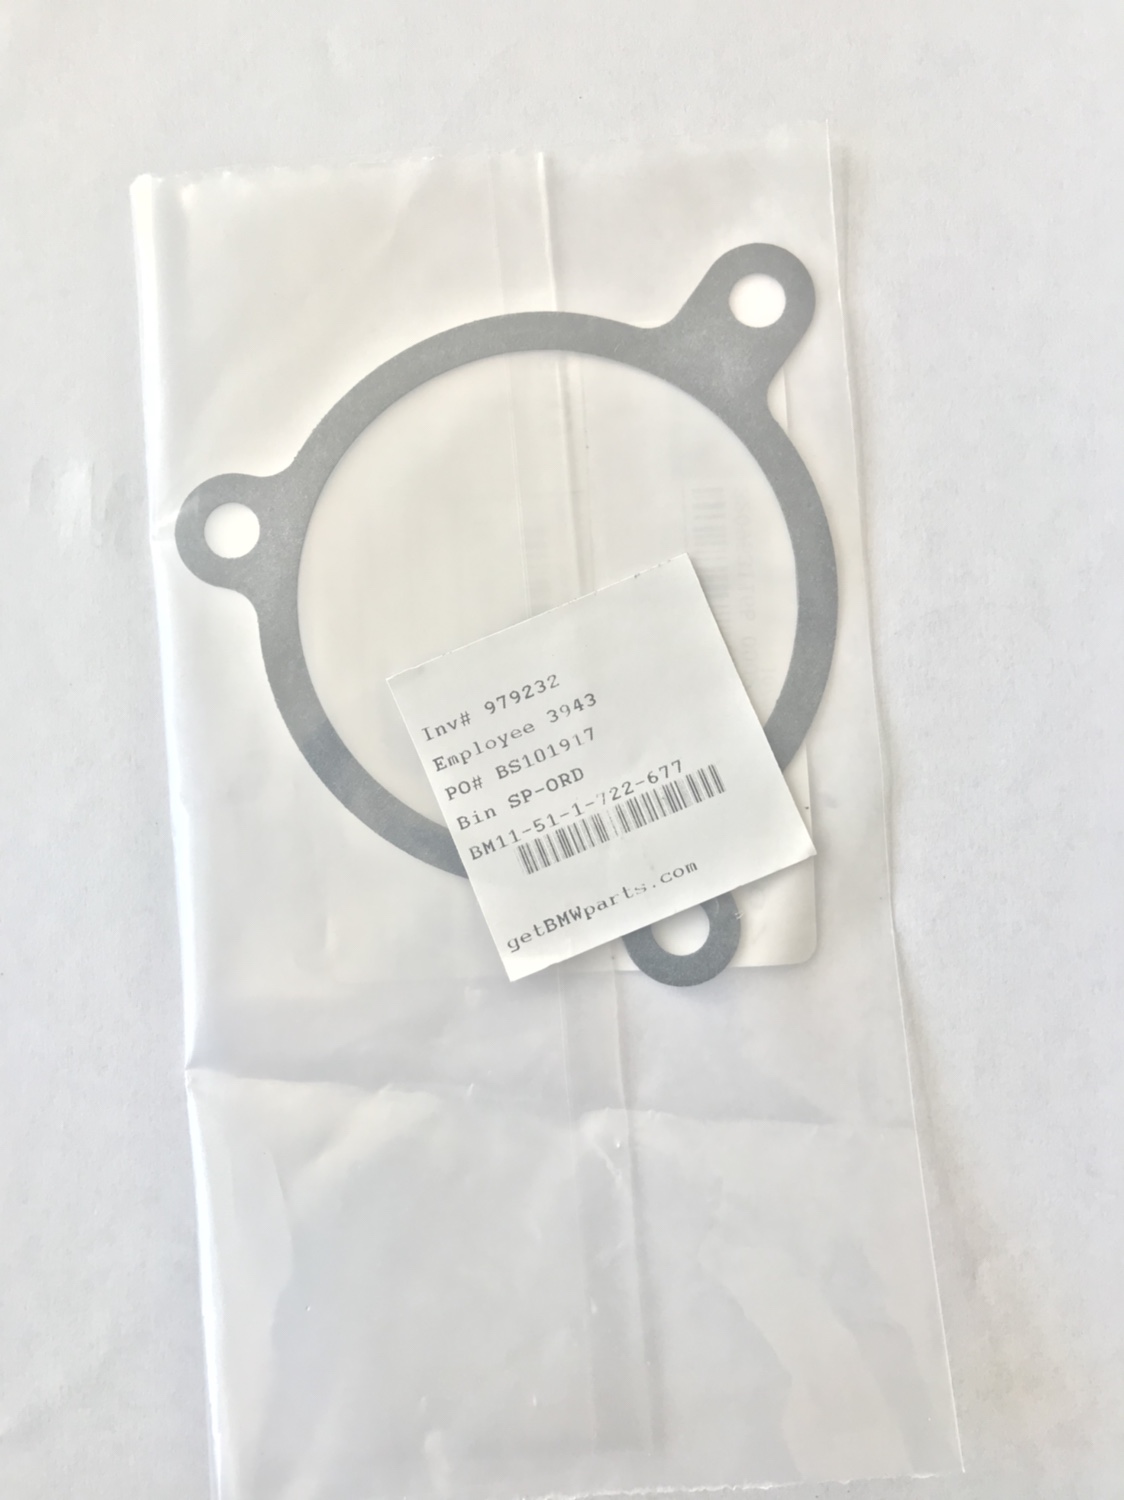 Inv# 979232
Employee 3943
PO# BS101917
Bin SP-ORD
BM11-51-1-722-677
getBMWparts.com